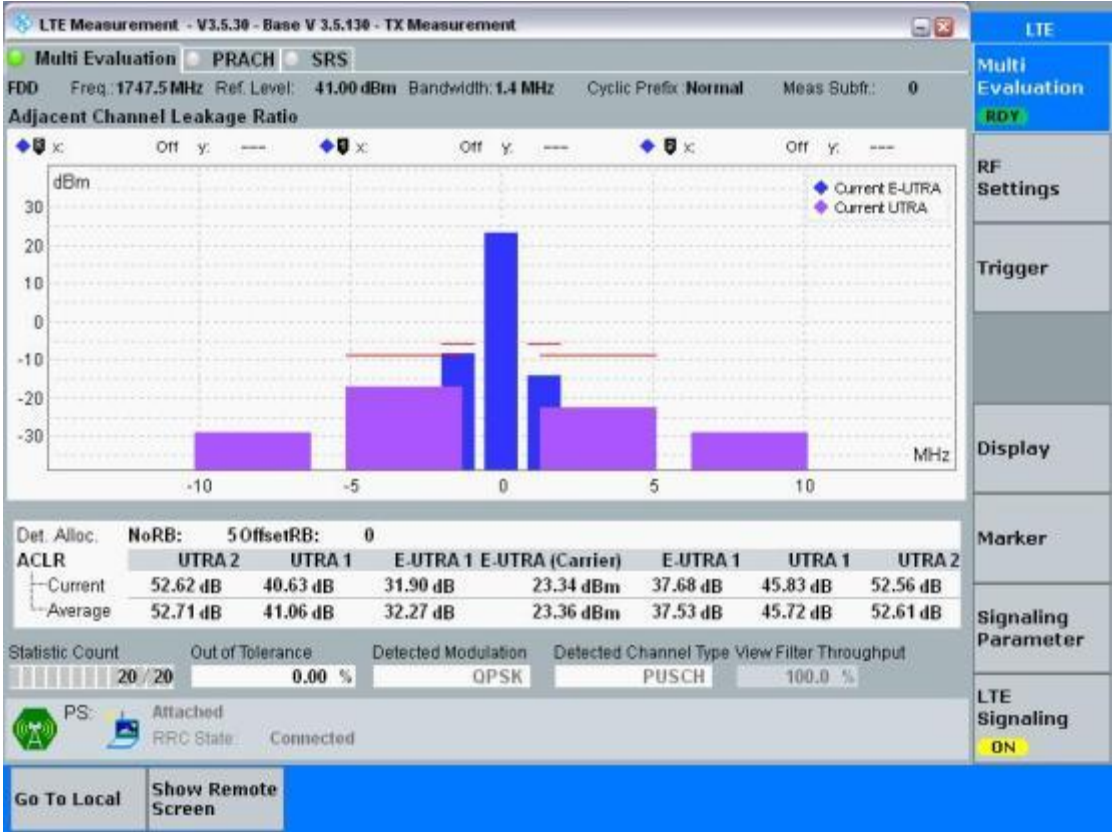 LTE Measurement - V3.5.30 - Base V 3.5.130 - TX Measurement
LTE
Multi Evaluation PRACH SRS
Multi Evaluation
RDY
FDD Freq.: 1747.5 MHz Ref. Level: 41.00 dBm Bandwidth: 1.4 MHz Cyclic Prefix: Normal Meas Subfr.: 0
Adjacent Channel Leakage Ratio
x: Off y: --- x: Off y: --- x: Off y: ---
dBm
Current E-UTRA
Current UTRA
30
20
10
0
-10
-20
-30
MHz
-10 -5 0 5 10
RF Settings
Trigger
Display
Marker
Signaling Parameter
LTE Signaling
ON
Det. Alloc. NoRB: 5 OffsetRB: 0
ACLR UTRA 2 UTRA 1 E-UTRA 1 E-UTRA (Carrier) E-UTRA 1 UTRA 1 UTRA 2
Current 52.62 dB 40.63 dB 31.90 dB 23.34 dBm 37.68 dB 45.83 dB 52.56 dB
Average 52.71 dB 41.06 dB 32.27 dB 23.36 dBm 37.53 dB 45.72 dB 52.61 dB
Statistic Count Out of Tolerance Detected Modulation Detected Channel Type View Filter Throughput
20 / 20 0.00 % QPSK PUSCH 100.0 %
PS: Attached
RRC State: Connected
Go To Local
Show Remote Screen